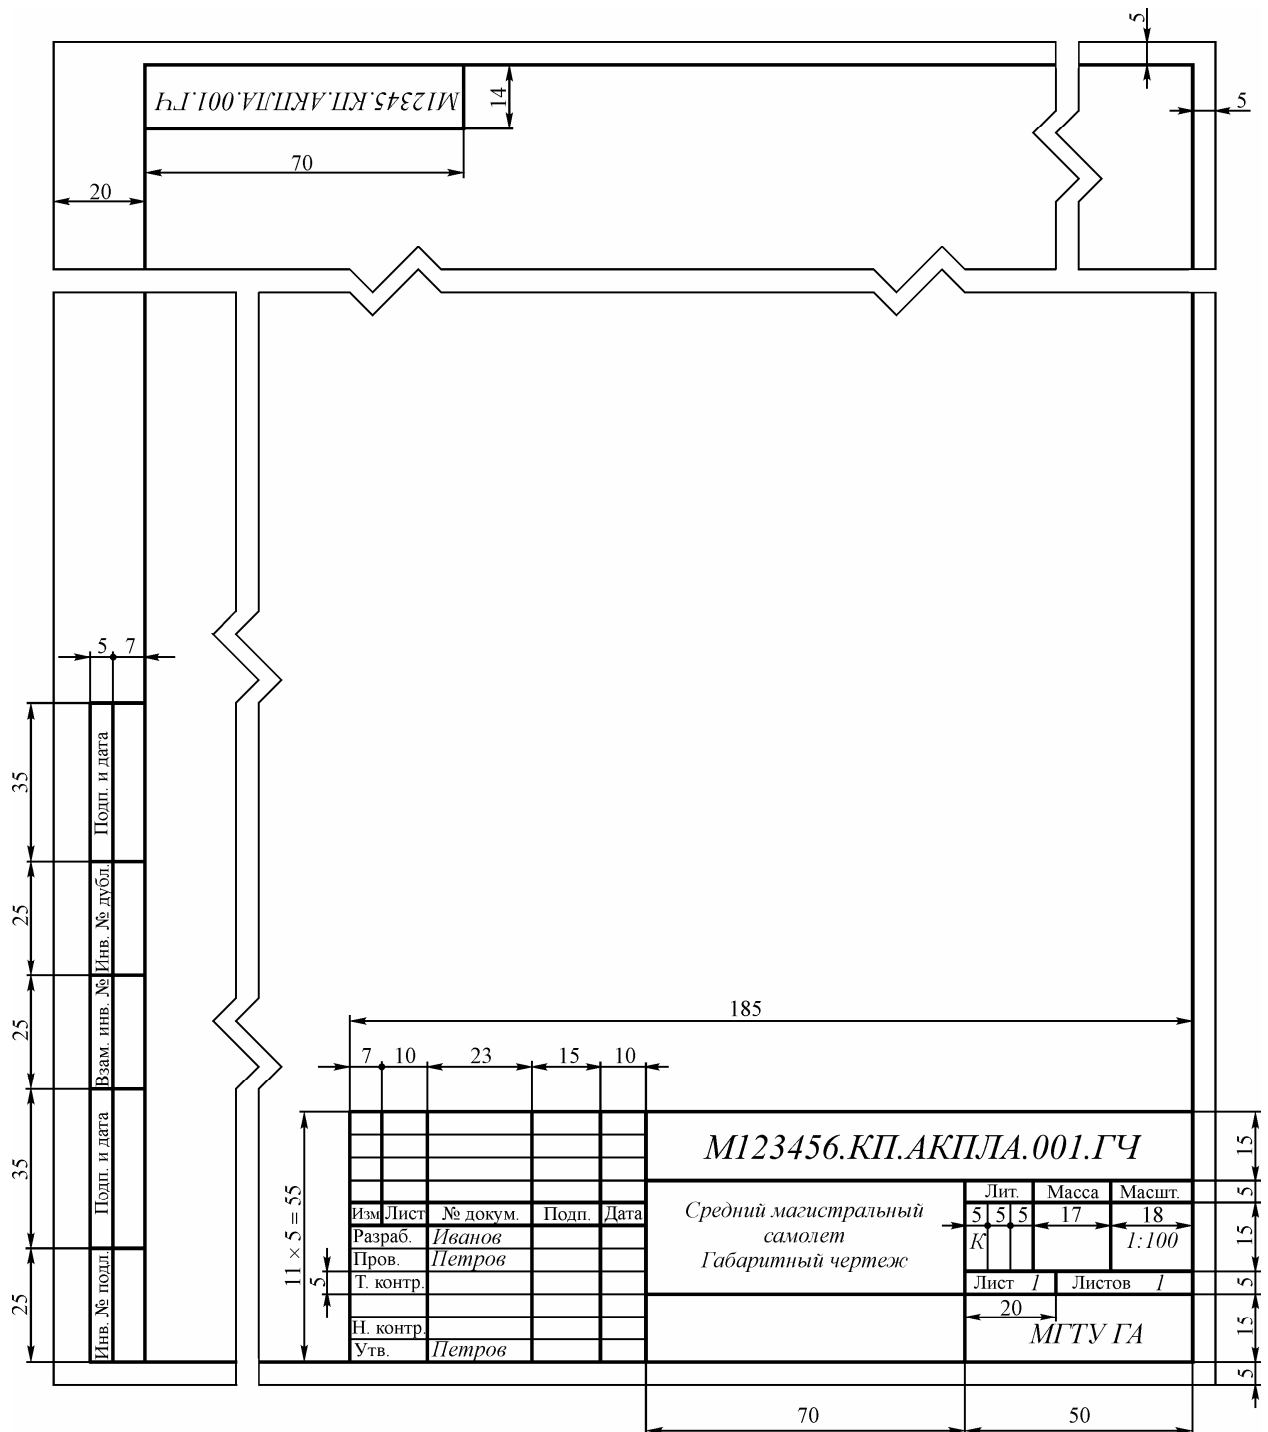 5
М12345.КП.АКПЛА.001.ГЧ
14
5
70
20
5 7
35
Подп. и дата
25
Инв. № дубл.
25
Взам. инв. №
35
Подп. и дата
25
Инв. № подл.
185
7 10 23 15 10
11 × 5 = 55
5
М123456.КП.АКПЛА.001.ГЧ
15
Лит. Масса Масшт.
5
Изм Лист № докум. Подп. Дата
Средний магистральный
самолет
Габаритный чертеж
5 5 5 17 18
15
Разраб. Иванов
К 1:100
Пров. Петров
Т. контр.
Лист 1 Листов 1
5
20
Н. контр.
МГТУ ГА
15
Утв. Петров
5
70 50